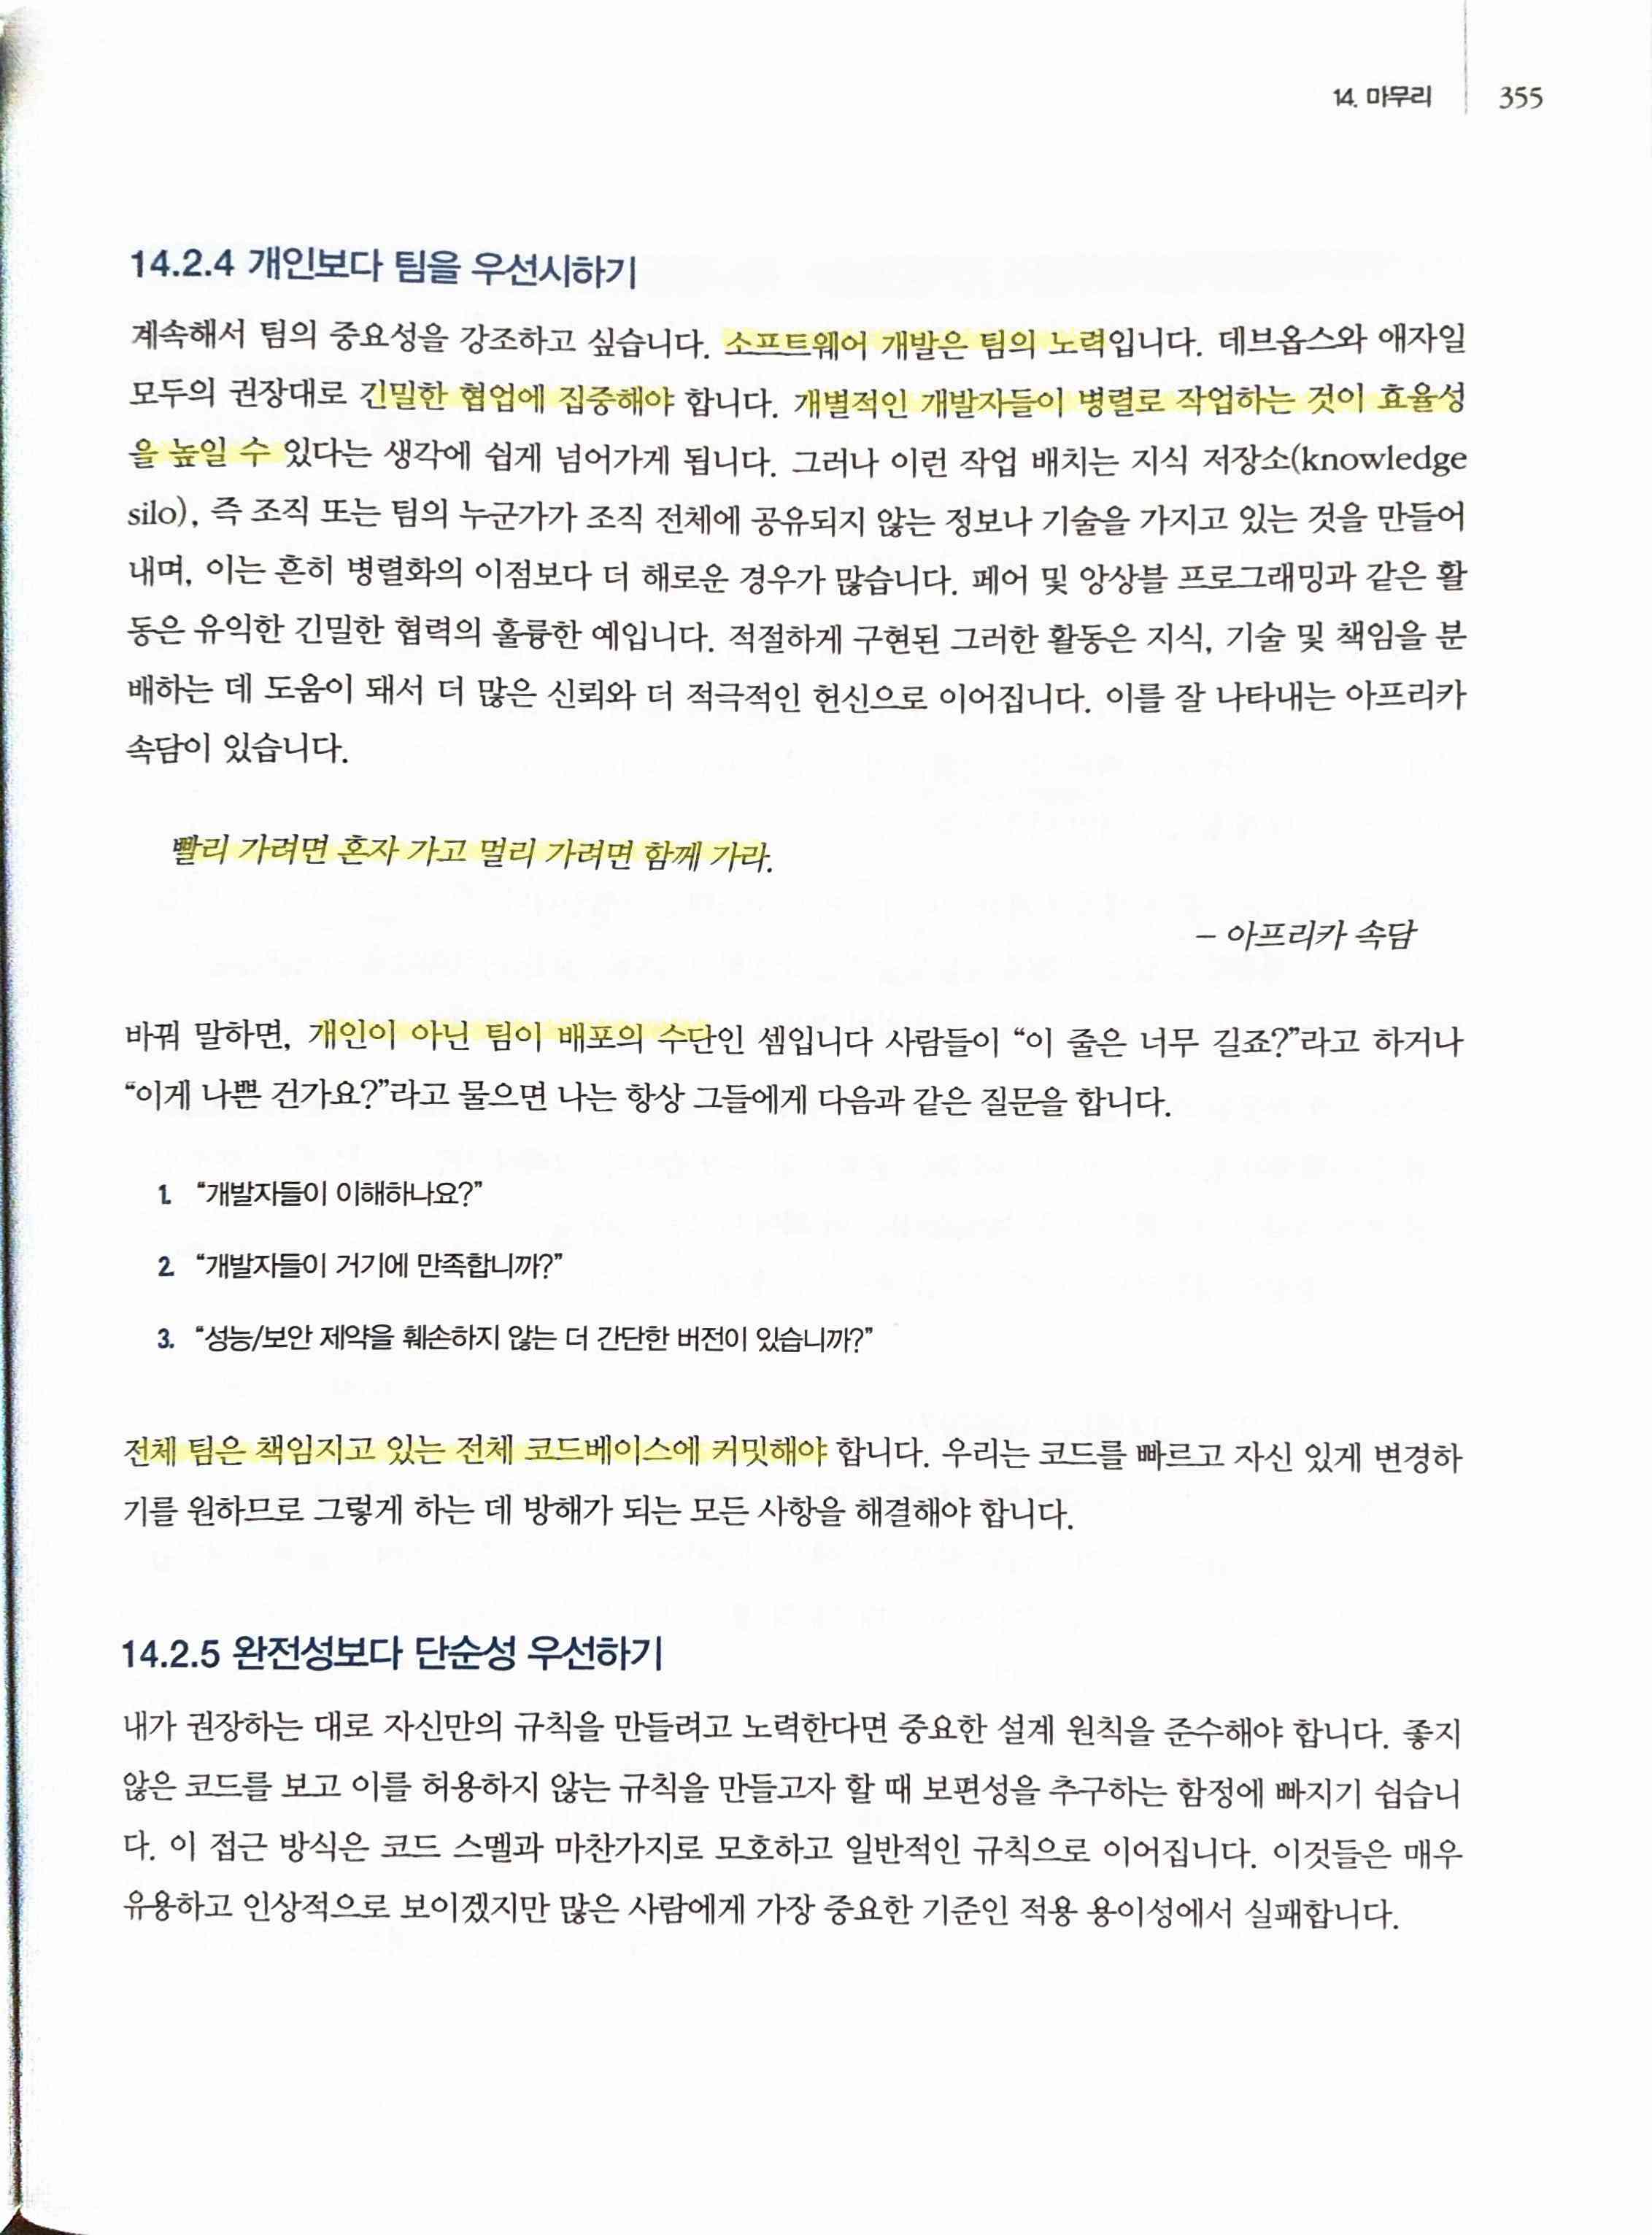 14. 마무리 355
14.2.4 개인보다 팀을 우선시하기
계속해서 팀의 중요성을 강조하고 싶습니다. 소프트웨어 개발은 팀의 노력입니다. 데브옵스와 애자일
모두의 권장대로 긴밀한 협업에 집중해야 합니다. 개별적인 개발자들이 병렬로 작업하는 것이 효율성
을 높일 수 있다는 생각에 쉽게 넘어가게 됩니다. 그러나 이런 작업 배치는 지식 저장소(knowledge
silo), 즉 조직 또는 팀의 누군가가 조직 전체에 공유되지 않는 정보나 기술을 가지고 있는 것을 만들어
내며, 이는 흔히 병렬화의 이점보다 더 해로운 경우가 많습니다. 페어 및 앙상블 프로그래밍과 같은 활
동은 유익한 긴밀한 협력의 훌륭한 예입니다. 적절하게 구현된 그러한 활동은 지식, 기술 및 책임을 분
배하는 데 도움이 돼서 더 많은 신뢰와 더 적극적인 헌신으로 이어집니다. 이를 잘 나타내는 아프리카
속담이 있습니다.
빨리 가려면 혼자 가고 멀리 가려면 함께 가라.
– 아프리카 속담
바꿔 말하면, 개인이 아닌 팀이 배포의 수단인 셈입니다 사람들이 “이 줄은 너무 길죠?”라고 하거나
“이게 나쁜 건가요?”라고 물으면 나는 항상 그들에게 다음과 같은 질문을 합니다.
1. “개발자들이 이해하나요?”
2. “개발자들이 거기에 만족합니까?”
3. “성능/보안 제약을 훼손하지 않는 더 간단한 버전이 있습니까?”
전체 팀은 책임지고 있는 전체 코드베이스에 커밋해야 합니다. 우리는 코드를 빠르고 자신 있게 변경하
기를 원하므로 그렇게 하는 데 방해가 되는 모든 사항을 해결해야 합니다.
14.2.5 완전성보다 단순성 우선하기
내가 권장하는 대로 자신만의 규칙을 만들려고 노력한다면 중요한 설계 원칙을 준수해야 합니다. 좋지
않은 코드를 보고 이를 허용하지 않는 규칙을 만들고자 할 때 보편성을 추구하는 함정에 빠지기 쉽습니
다. 이 접근 방식은 코드 스멜과 마찬가지로 모호하고 일반적인 규칙으로 이어집니다. 이것들은 매우
유용하고 인상적으로 보이겠지만 많은 사람에게 가장 중요한 기준인 적용 용이성에서 실패합니다.